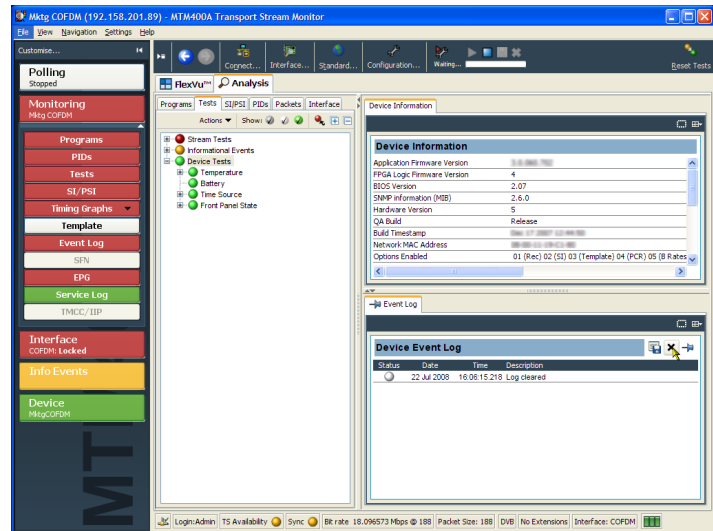 Mktg COFDM (192.158.201.89) - MTM400A Transport Stream Monitor
File View Navigation Settings Help
Customise...
Connect... Interface... Standard... Configuration... Waiting... Reset Tests
Polling
Stopped
FlexVu™ Analysis
Monitoring
Mktg COFDM
Programs
PIDs
Tests
SI/PSI
Timing Graphs
Template
Event Log
SFN
EPG
Service Log
TMCC/IIP
Interface
COFDM: Locked
Info Events
Device
MktgCOFDM
MTM
Programs Tests SI/PSI PIDs Packets Interface
Actions Show:
Stream Tests
Informational Events
Device Tests
Temperature
Battery
Time Source
Front Panel State
Device Information
Device Information
Application Firmware Version
FPGA Logic Firmware Version 4
BIOS Version 2.07
SNMP information (MIB) 2.6.0
Hardware Version 5
QA Build Release
Build Timestamp
Network MAC Address
Options Enabled 01 (Rec) 02 (SI) 03 (Template) 04 (PCR) 05 (B Rates
Event Log
Device Event Log
Status Date Time Description
22 Jul 2008 16:06:15.218 Log cleared
Login:Admin TS Availability Sync Bit rate 18.096573 Mbps @ 188 Packet Size: 188 DVB No Extensions Interface: COFDM